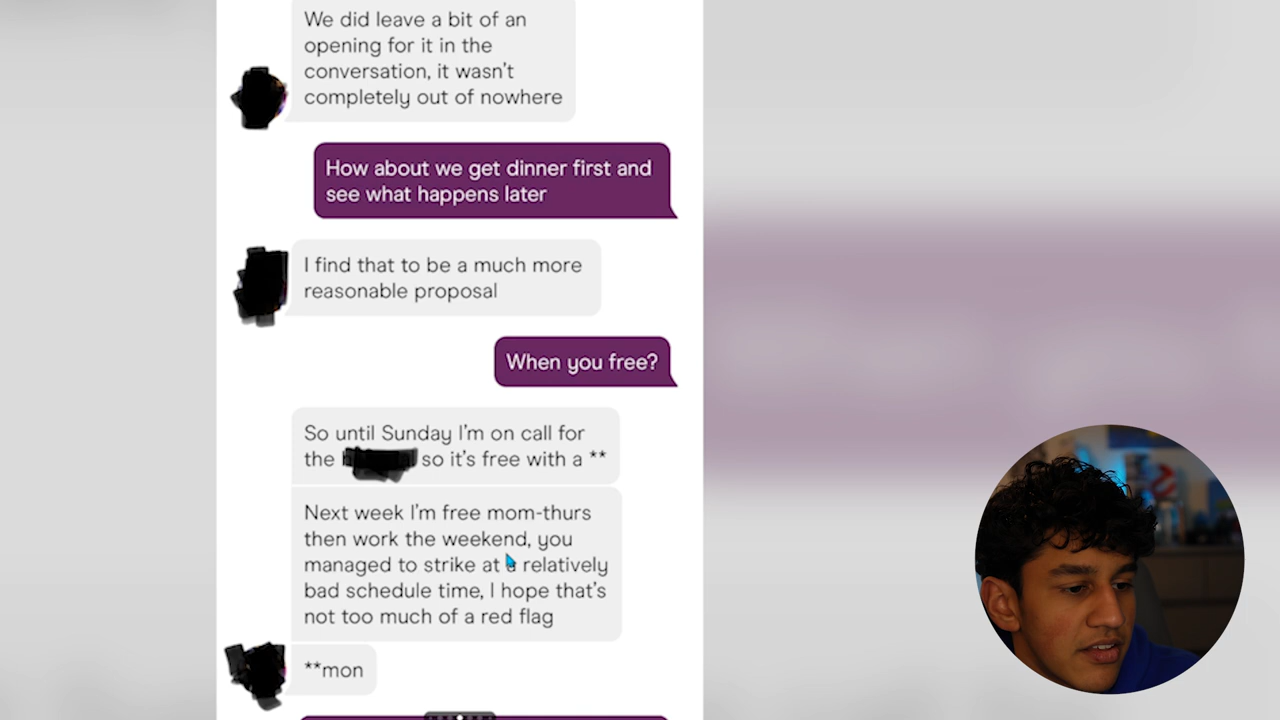 We did leave a bit of an
opening for it in the
conversation, it wasn't
completely out of nowhere
How about we get dinner first and
see what happens later
I find that to be a much more
reasonable proposal
When you free?
So until Sunday I'm on call for
the so it's free with a **
Next week I'm free mom-thurs
then work the weekend, you
managed to strike at a relatively
bad schedule time, I hope that's
not too much of a red flag
**mon